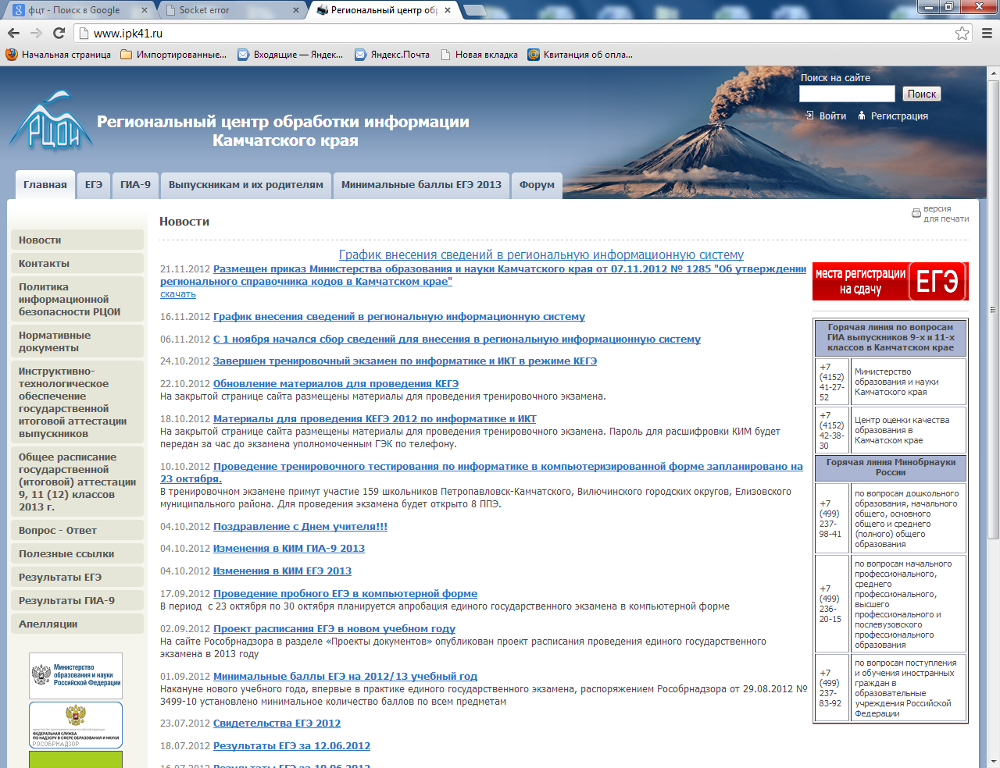 фцт - Поиск в Google
Socket error
Региональный центр обр
www.ipk41.ru
Начальная страница
Импортированные...
Входящие — Яндек...
Яндекс.Почта
Новая вкладка
Квитанция об опла...
РЦОИ
Региональный центр обработки информации
Камчатского края
Поиск на сайте
Поиск
Войти
Регистрация
Главная
ЕГЭ
ГИА-9
Выпускникам и их родителям
Минимальные баллы ЕГЭ 2013
Форум
Новости
Контакты
Политика
информационной
безопасности РЦОИ
Нормативные
документы
Инструктивно-
технологическое
обеспечение
государственной
итоговой аттестации
выпускников
Общее расписание
государственной
(итоговой) аттестации
9, 11 (12) классов
2013 г.
Вопрос - Ответ
Полезные ссылки
Результаты ЕГЭ
Результаты ГИА-9
Апелляции
Министерство
образования и науки
Российской Федерации
ФЕДЕРАЛЬНАЯ СЛУЖБА
ПО НАДЗОРУ В СФЕРЕ ОБРАЗОВАНИЯ И НАУКИ
РОСОБРНАДЗОР
Новости
версия
для печати
График внесения сведений в региональную информационную систему
21.11.2012 Размещен приказ Министерства образования и науки Камчатского края от 07.11.2012 № 1285 "Об утверждении
регионального справочника кодов в Камчатском крае"
скачать
16.11.2012 График внесения сведений в региональную информационную систему
06.11.2012 С 1 ноября начался сбор сведений для внесения в региональную информационную систему
24.10.2012 Завершен тренировочный экзамен по информатике и ИКТ в режиме КЕГЭ
22.10.2012 Обновление материалов для проведения КЕГЭ
На закрытой странице сайта размещены материалы для проведения тренировочного экзамена.
18.10.2012 Материалы для проведения КЕГЭ 2012 по информатике и ИКТ
На закрытой странице сайта размещены материалы для проведения тренировочного экзамена. Пароль для расшифровки КИМ будет
передан за час до экзамена уполномоченным ГЭК по телефону.
10.10.2012 Проведение тренировочного тестирования по информатике в компьютеризированной форме запланировано на
23 октября.
В тренировочном экзамене примут участие 159 школьников Петропавловск-Камчатского, Вилючинского городских округов, Елизовского
муниципального района. Для проведения экзамена будет открыто 8 ППЭ.
04.10.2012 Поздравление с Днем учителя!!!
04.10.2012 Изменения в КИМ ГИА-9 2013
04.10.2012 Изменения в КИМ ЕГЭ 2013
17.09.2012 Проведение пробного ЕГЭ в компьютерной форме
В период с 23 октября по 30 октября планируется апробация единого государственного экзамена в компьютерной форме
02.09.2012 Проект расписания ЕГЭ в новом учебном году
На сайте Рособрнадзора в разделе «Проекты документов» опубликован проект расписания проведения единого государственного
экзамена в 2013 году
01.09.2012 Минимальные баллы ЕГЭ на 2012/13 учебный год
Накануне нового учебного года, впервые в практике единого государственного экзамена, распоряжением Рособрнадзора от 29.08.2012 №
3499-10 установлено минимальное количество баллов по всем предметам
23.07.2012 Свидетельства ЕГЭ 2012
18.07.2012 Результаты ЕГЭ за 12.06.2012
16.07.2012 Результаты ЕГЭ за 10.06.2012
места регистрации
на сдачу
ЕГЭ
Горячая линия по вопросам
ГИА выпускников 9-х и 11-х
классов в Камчатском крае
+7
(4152)
41-27-
52
Министерство
образования и науки
Камчатского края
+7
(4152)
42-38-
30
Центр оценки качества
образования в
Камчатском крае
Горячая линия Минобрнауки
России
+7
(499)
237-
98-41
по вопросам дошкольного
образования, начального
общего, основного
общего и среднего
(полного) общего
образования
+7
(499)
236-
20-15
по вопросам начального
профессионального,
среднего
профессионального,
высшего
профессионального и
послевузовского
профессионального
образования
+7
(499)
237-
83-92
по вопросам поступления
и обучения иностранных
граждан в
образовательные
учреждения Российской
Федерации